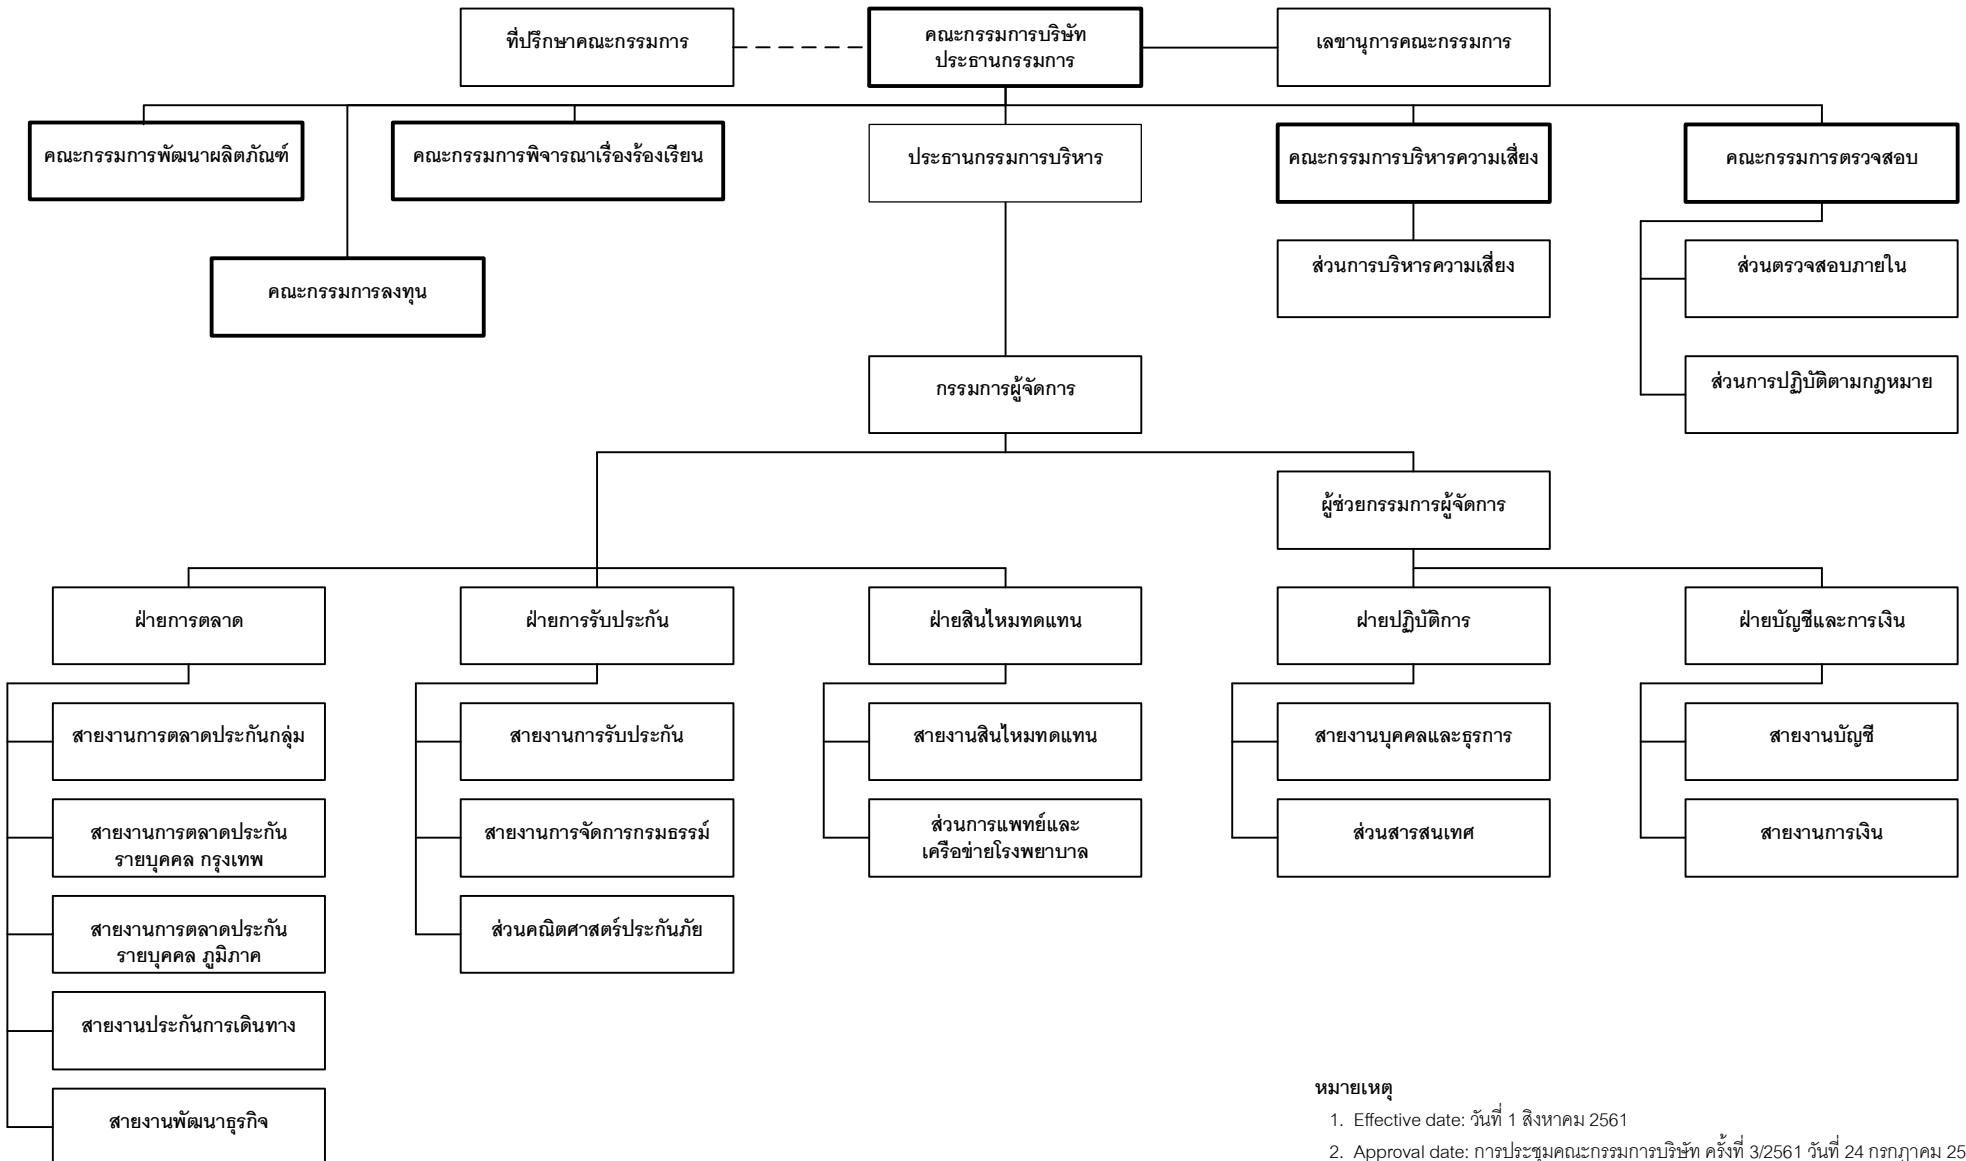 ที่ปรึกษาคณะกรรมการ
คณะกรรมการบริษัท
ประธานกรรมการ
เลขานุการคณะกรรมการ
คณะกรรมการพัฒนาผลิตภัณฑ์
คณะกรรมการพิจารณาเรื่องร้องเรียน
ประธานกรรมการบริหาร
คณะกรรมการบริหารความเสี่ยง
คณะกรรมการตรวจสอบ
คณะกรรมการลงทุน
ส่วนการบริหารความเสี่ยง
ส่วนตรวจสอบภายใน
กรรมการผู้จัดการ
ส่วนการปฏิบัติตามกฎหมาย
ผู้ช่วยกรรมการผู้จัดการ
ฝ่ายการตลาด
ฝ่ายการรับประกัน
ฝ่ายสินไหมทดแทน
ฝ่ายปฏิบัติการ
ฝ่ายบัญชีและการเงิน
สายงานการตลาดประกันกลุ่ม
สายงานการรับประกัน
สายงานสินไหมทดแทน
สายงานบุคคลและธุรการ
สายงานบัญชี
สายงานการตลาดประกัน
รายบุคคล กรุงเทพ
สายงานการจัดการกรมธรรม์
ส่วนการแพทย์และ
เครือข่ายโรงพยาบาล
ส่วนสารสนเทศ
สายงานการเงิน
สายงานการตลาดประกัน
รายบุคคล ภูมิภาค
ส่วนคณิตศาสตร์ประกันภัย
สายงานประกันการเดินทาง
สายงานพัฒนาธุรกิจ
หมายเหตุ
1. Effective date: วันที่ 1 สิงหาคม 2561
2. Approval date: การประชุมคณะกรรมการบริษัท ครั้งที่ 3/2561 วันที่ 24 กรกฎาคม 25